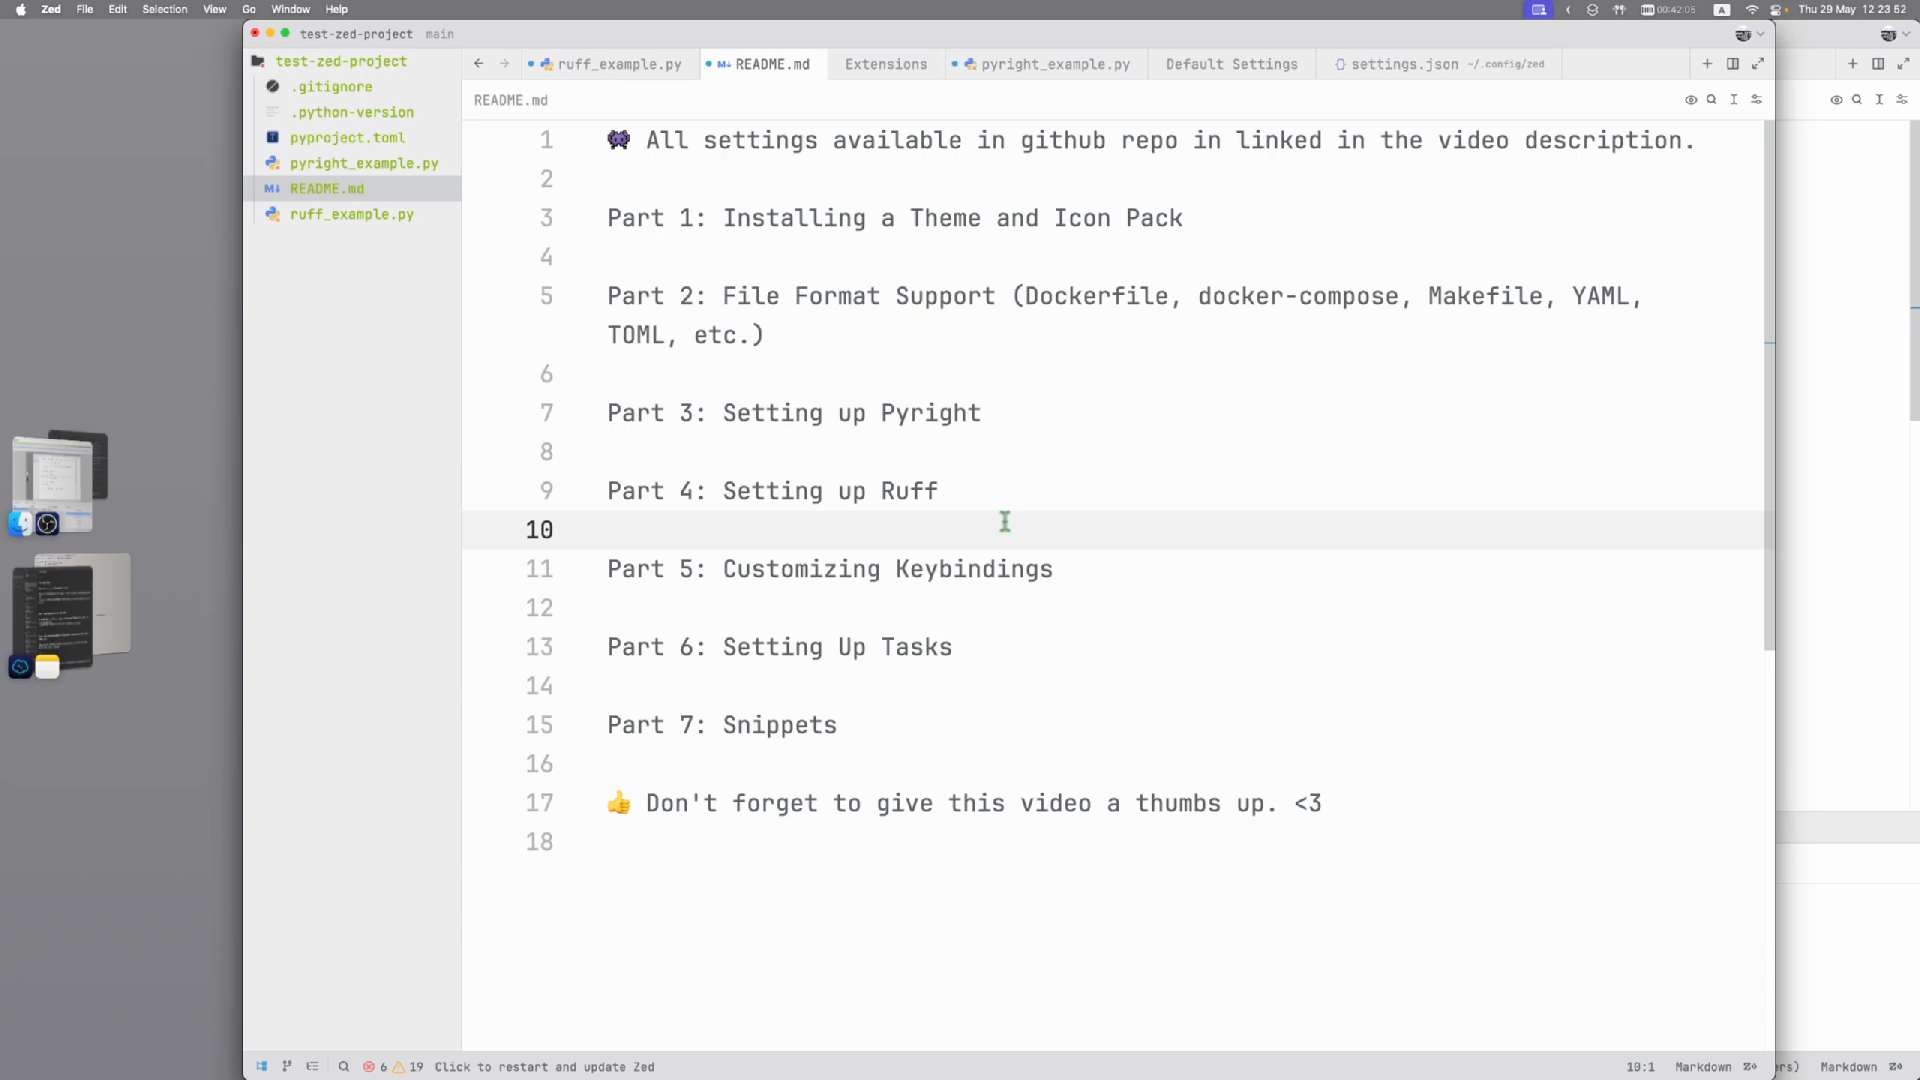 Zed File Edit Selection View Go Window Help
00:42:05 A Thu 29 May 12 23 52
test-zed-project main
test-zed-project
.gitignore
.python-version
pyproject.toml
pyright_example.py
README.md
ruff_example.py
ruff_example.py README.md Extensions pyright_example.py Default Settings settings.json ~/.config/zed
README.md
1 👾 All settings available in github repo in linked in the video description.
2
3 Part 1: Installing a Theme and Icon Pack
4
5 Part 2: File Format Support (Dockerfile, docker-compose, Makefile, YAML,
TOML, etc.)
6
7 Part 3: Setting up Pyright
8
9 Part 4: Setting up Ruff
10
11 Part 5: Customizing Keybindings
12
13 Part 6: Setting Up Tasks
14
15 Part 7: Snippets
16
17 👍 Don't forget to give this video a thumbs up. <3
18
6 19 Click to restart and update Zed
10:1 Markdown
ers) Markdown